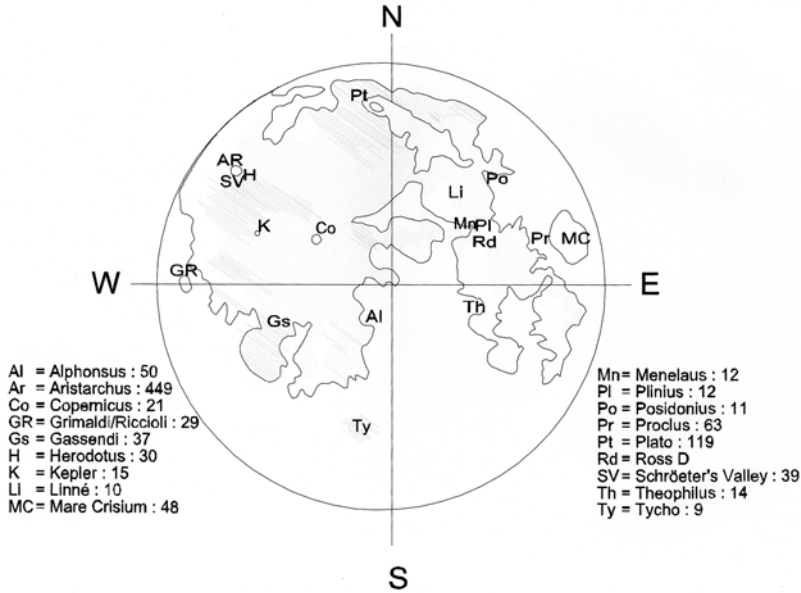 N
Pt
AR
SV H
Li
Po
K
Co
Mn Pl
Rd
Pr
MC
GR
W
E
Gs
Al
Th
Ty
Al = Alphonsus : 50
Ar = Aristarchus : 449
Co = Copernicus : 21
GR = Grimaldi/Riccioli : 29
Gs = Gassendi : 37
H = Herodotus : 30
K = Kepler : 15
Li = Linné : 10
MC = Mare Crisium : 48
Mn = Menelaus : 12
Pl = Plinius : 12
Po = Posidonius : 11
Pr = Proclus : 63
Pt = Plato : 119
Rd = Ross D
SV = Schröeter's Valley : 39
Th = Theophilus : 14
Ty = Tycho : 9
S